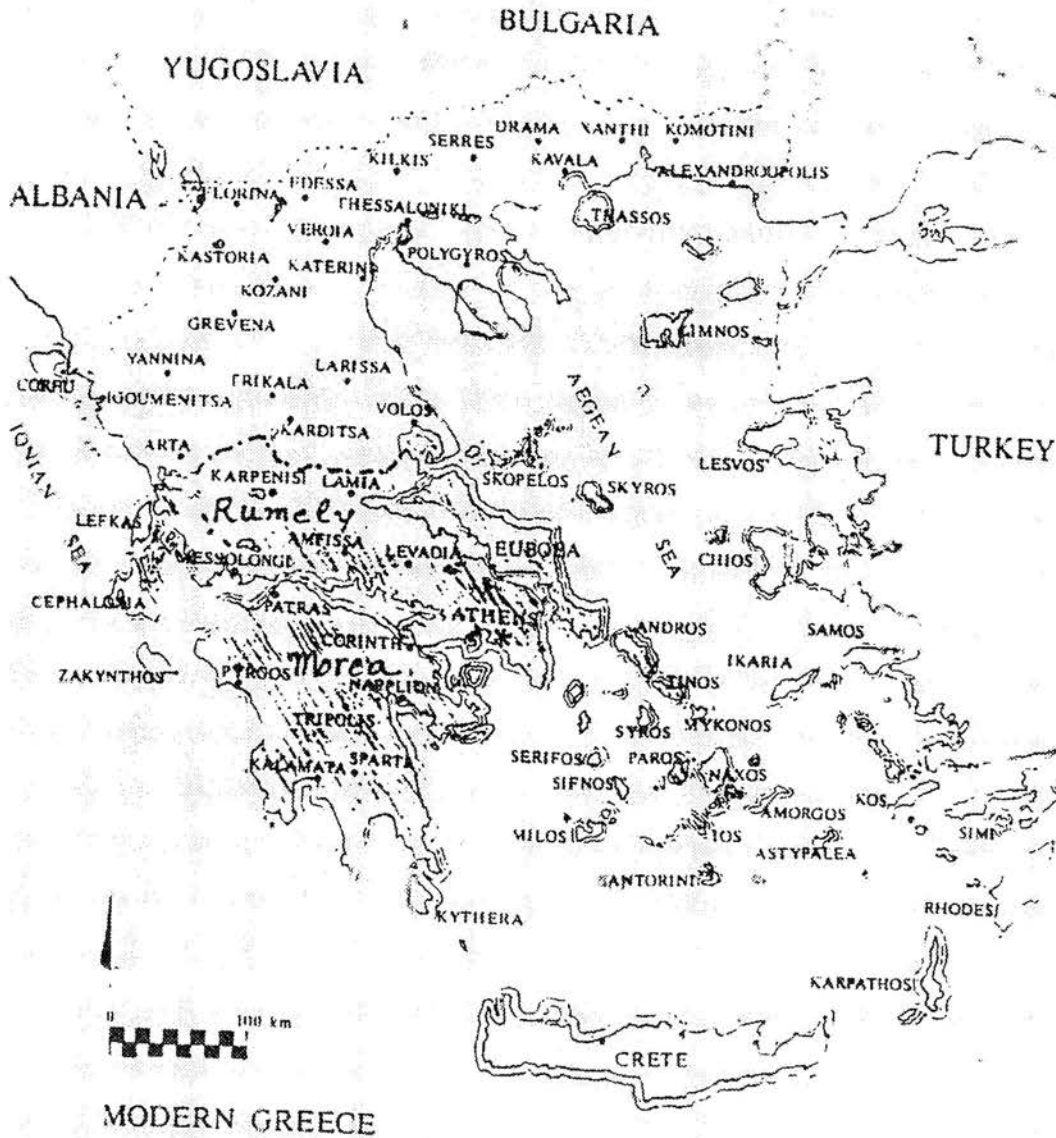 BULGARIA
YUGOSLAVIA
DRAMA XANTHI KOMOTINI
SERRES
KAVALA
KILKIS
ALEXANDROUPOLIS
ALBANIA
FLORINA
EDESSA
THESSALONIKI
THASSOS
VEROIA
KASTORIA
KATERINI
POLYGYROS
KOZANI
GREVENA
LIMNOS
YANNINA
LARISSA
CORFU
TRIKALA
IGOUMENITSA
VOLOS
AEGEAN
KARDITSA
IONIAN
ARTA
TURKEY
LESVOS
KARPENISI
LAMIA
SKOPELOS
SKYROS
Rumely
LEFKAS
SEA
AMFISSA
LEVADIA
EUBOEA
SEA
CHIOS
MESSOLONGI
CEPHALONIA
PATRAS
ATHENS
*
ANDROS
SAMOS
CORINTH
IKARIA
ZAKYNTHOS
PYRGOS
Morea
TINOS
NAPPLION
TRIPOLIS
SYROS
MYKONOS
SERIFOS
PAROS
KALAMATA
SPARTA
SIFNOS
NAXOS
KOS
AMORGOS
MILOS
IOS
SIMI
ASTYPALEA
SANTORINI
KYTHERA
RHODES
KARPATHOS
0 100 km
CRETE
MODERN GREECE